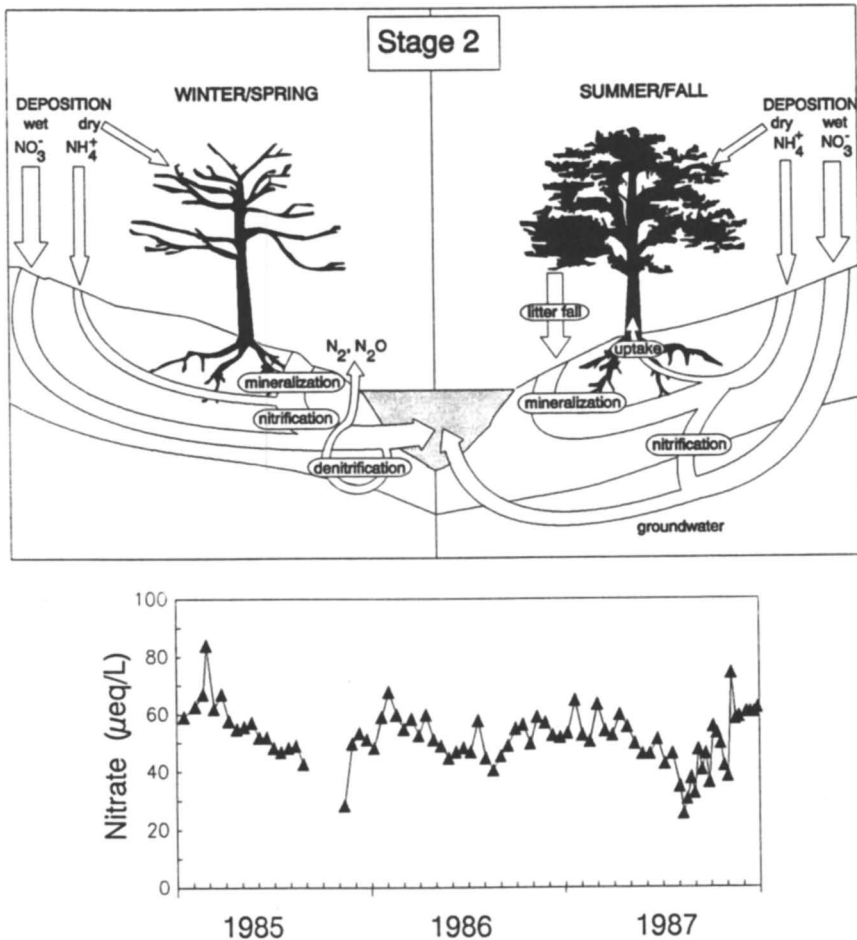 Stage 2
WINTER/SPRING
SUMMER/FALL
DEPOSITION
wet dry
NO₃⁻ NH₄⁺
DEPOSITION
dry wet
NH₄⁺ NO₃⁻
N₂, N₂O
litter fall
uptake
mineralization
mineralization
nitrification
nitrification
denitrification
groundwater
Nitrate (µeq/L)
100
80
60
40
20
0
1985 1986 1987